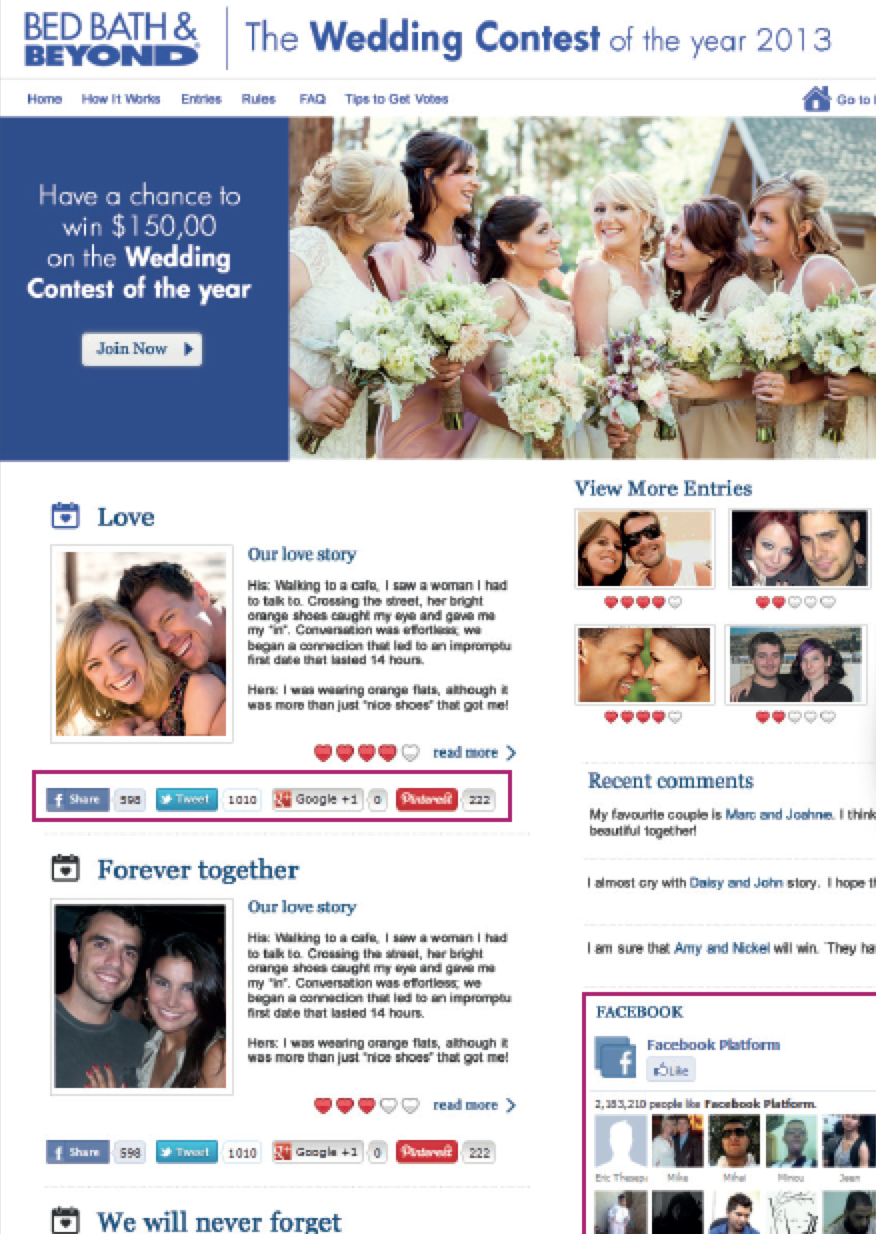 BED BATH &
BEYOND®
The Wedding Contest of the year 2013
Home How It Works Entries Rules FAQ Tips to Get Votes
Go to
Have a chance to
win $150,00
on the Wedding
Contest of the year
Join Now
Love
Our love story
His: Walking to a cafe, I saw a woman I had
to talk to. Crossing the street, her bright
orange shoes caught my eye and gave me
my "in". Conversation was effortless; we
began a connection that led to an impromptu
first date that lasted 14 hours.
Hers: I was wearing orange flats, although it
was more than just "nice shoes" that got me!
read more
f Share 598 Tweet 1010 Google +1 0 Pinterest 222
Forever together
Our love story
His: Walking to a cafe, I saw a woman I had
to talk to. Crossing the street, her bright
orange shoes caught my eye and gave me
my "in". Conversation was effortless; we
began a connection that led to an impromptu
first date that lasted 14 hours.
Hers: I was wearing orange flats, although it
was more than just "nice shoes" that got me!
read more
f Share 598 Tweet 1010 Google +1 0 Pinterest 222
We will never forget
View More Entries
Recent comments
My favourite couple is Marc and Joahne. I think
beautiful together!
I almost cry with Daisy and John story. I hope
I am sure that Amy and Nickel will win. They
FACEBOOK
f
Facebook Platform
Like
2,183,210 people like Facebook Platform.
Eric Mike Mihai Minou Jean